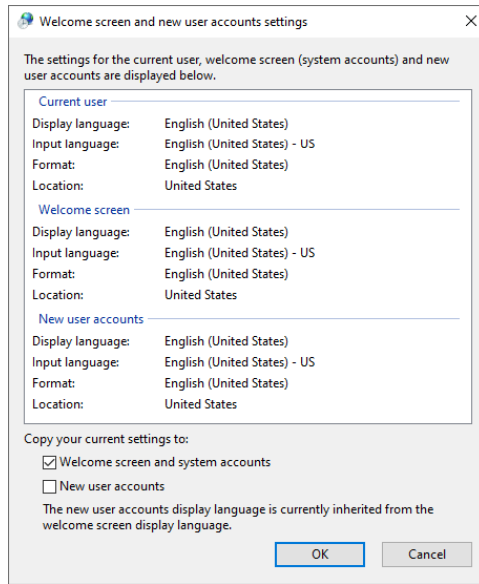 Welcome screen and new user accounts settings
The settings for the current user, welcome screen (system accounts) and new
user accounts are displayed below.
Current user
Display language: English (United States)
Input language: English (United States) - US
Format: English (United States)
Location: United States
Welcome screen
Display language: English (United States)
Input language: English (United States) - US
Format: English (United States)
Location: United States
New user accounts
Display language: English (United States)
Input language: English (United States) - US
Format: English (United States)
Location: United States
Copy your current settings to:
Welcome screen and system accounts
New user accounts
The new user accounts display language is currently inherited from the
welcome screen display language.
OK Cancel